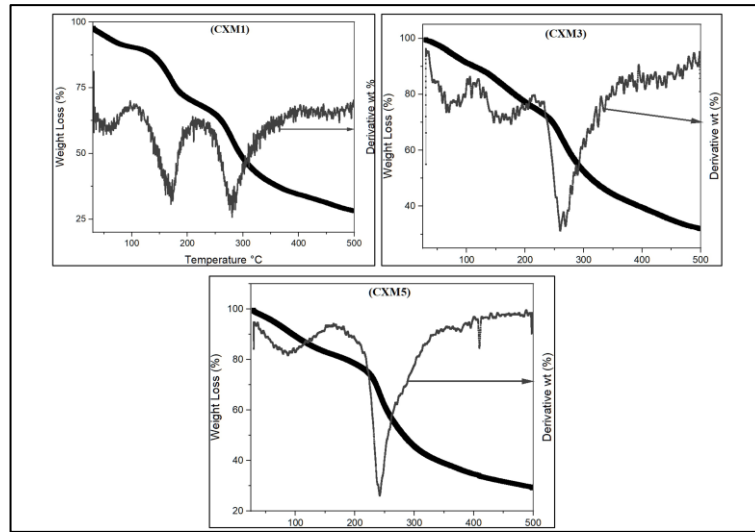 (CXM1)
Weight Loss (%)
100
75
50
25
0
100
200
300
400
500
Temperature °C
Derivative wt %
(CXM3)
Weight Loss (%)
100
80
60
40
100
200
300
400
500
Derivative wt (%)
(CXM5)
Weight Loss (%)
100
80
60
40
20
100
200
300
400
500
Derivative wt (%)